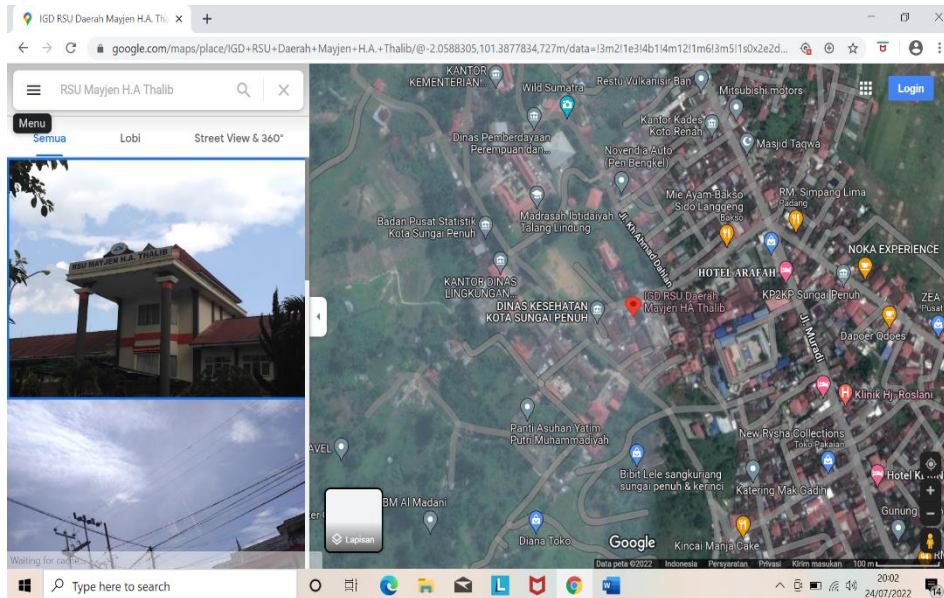 IGD RSU Daerah Mayjen H.A. Tha
google.com/maps/place/IGD+RSU+Daerah+Mayjen+H.A.+Thalib/@-2.0588305,101.3877834,727m/data=!3m2!1e3!4b1!4m12!1m6!3m5!1s0x2e2d...
RSU Mayjen H.A Thalib
Menu
Semua
Lobi
Street View & 360°
RSU MAYJEN H.A. THALIB
Waiting for cache...
Login
KANTOR
KEMENTERIAN...
Wild Sumatra
Restu Vulkanisir Ban
Mitsubishi motors
Dinas Pemberdayaan
Perempuan dan...
Kantor Kades
Koto Renah
Masjid Taqwa
Novendia Auto
(Pen Bengkel)
Mie Ayam-Bakso
Sido Langgeng
Bakso
RM. Simpang Lima
Padang
Badan Pusat Statistik
Kota Sungai Penuh
Madrasah Ibtidaiyah
Talang Lindung
Jl. Kh Ahmad Dahlan
NOKA EXPERIENCE
HOTEL ARAFAH
KANTOR DINAS
LINGKUNGAN...
DINAS KESEHATAN
KOTA SUNGAI PENUH
IGD RSU Daerah
Mayjen HA Thalib
KP2KP Sungai Penuh
ZEA
Pusat
Jl. Muradi
Dapoer Qdoes
Klinik Hj. Roslani
Panti Asuhan Yatim
Putri Muhammadiyah
New Rysha Collections
Toko Pakaian
AVEL
Bibit Lele sangkuriang
sungai penuh & kerinci
Katering Mak Gadih
Hotel
BM Al Madani
Gunung
Lapisan
Diana Toko
Google
Kincai Manja Cake
Data peta ©2022 Indonesia Persyaratan Privasi Kirim masukan 100 m
Type here to search
20:02
24/07/2022
14